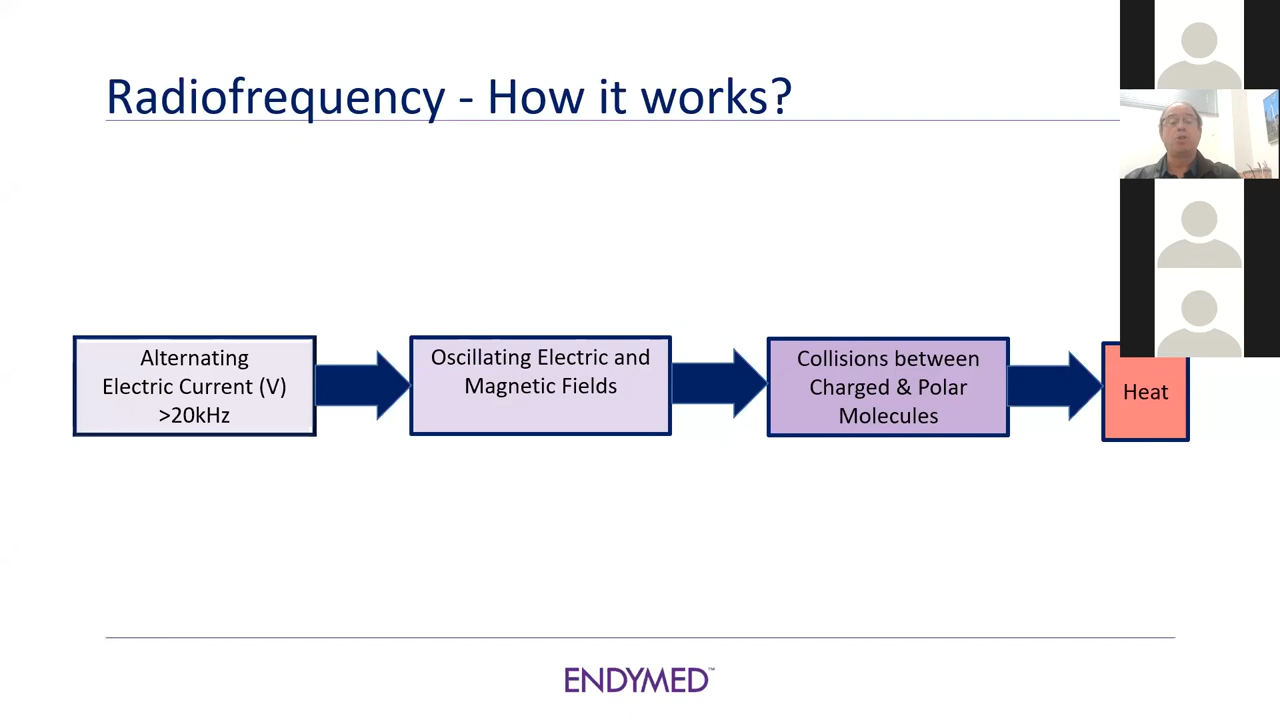 Radiofrequency - How it works?
Alternating
Electric Current (V)
>20kHz
Oscillating Electric and
Magnetic Fields
Collisions between
Charged & Polar
Molecules
Heat
ENDYMED™